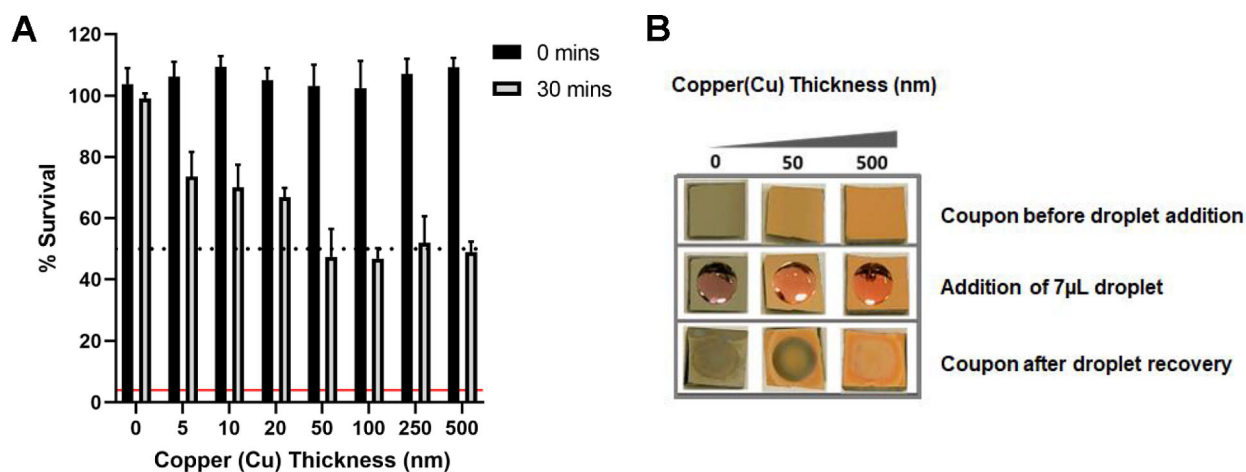 A
120
100
80
60
40
20
0
% Survival
0 mins
30 mins
0 5 10 20 50 100 250 500
Copper (Cu) Thickness (nm)
B
Copper(Cu) Thickness (nm)
0 50 500
Coupon before droplet addition
Addition of 7µL droplet
Coupon after droplet recovery